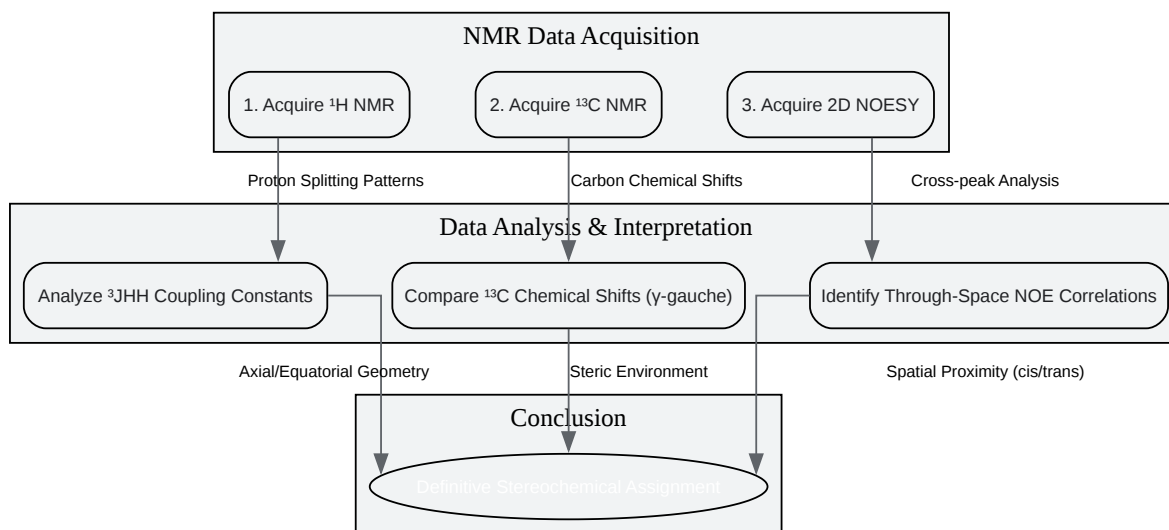 NMR Data Acquisition
1. Acquire ¹H NMR
2. Acquire ¹³C NMR
3. Acquire 2D NOESY
Proton Splitting Patterns
Carbon Chemical Shifts
Cross-peak Analysis
Data Analysis & Interpretation
Analyze ³JHH Coupling Constants
Compare ¹³C Chemical Shifts (γ-gauche)
Identify Through-Space NOE Correlations
Axial/Equatorial Geometry
Steric Environment
Spatial Proximity (cis/trans)
Conclusion
Definitive Stereochemical Assignment